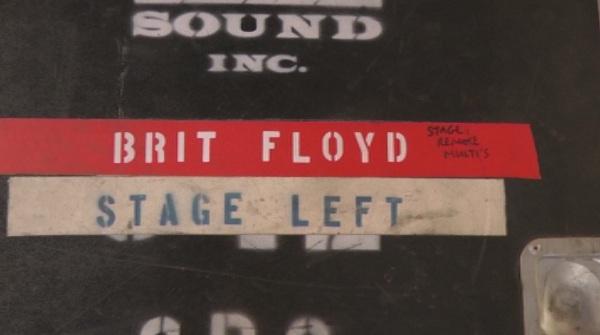 SOUND
INC.
BRIT FLOYD
STAGE:
REMOTE
MULTI'S
STAGE LEFT